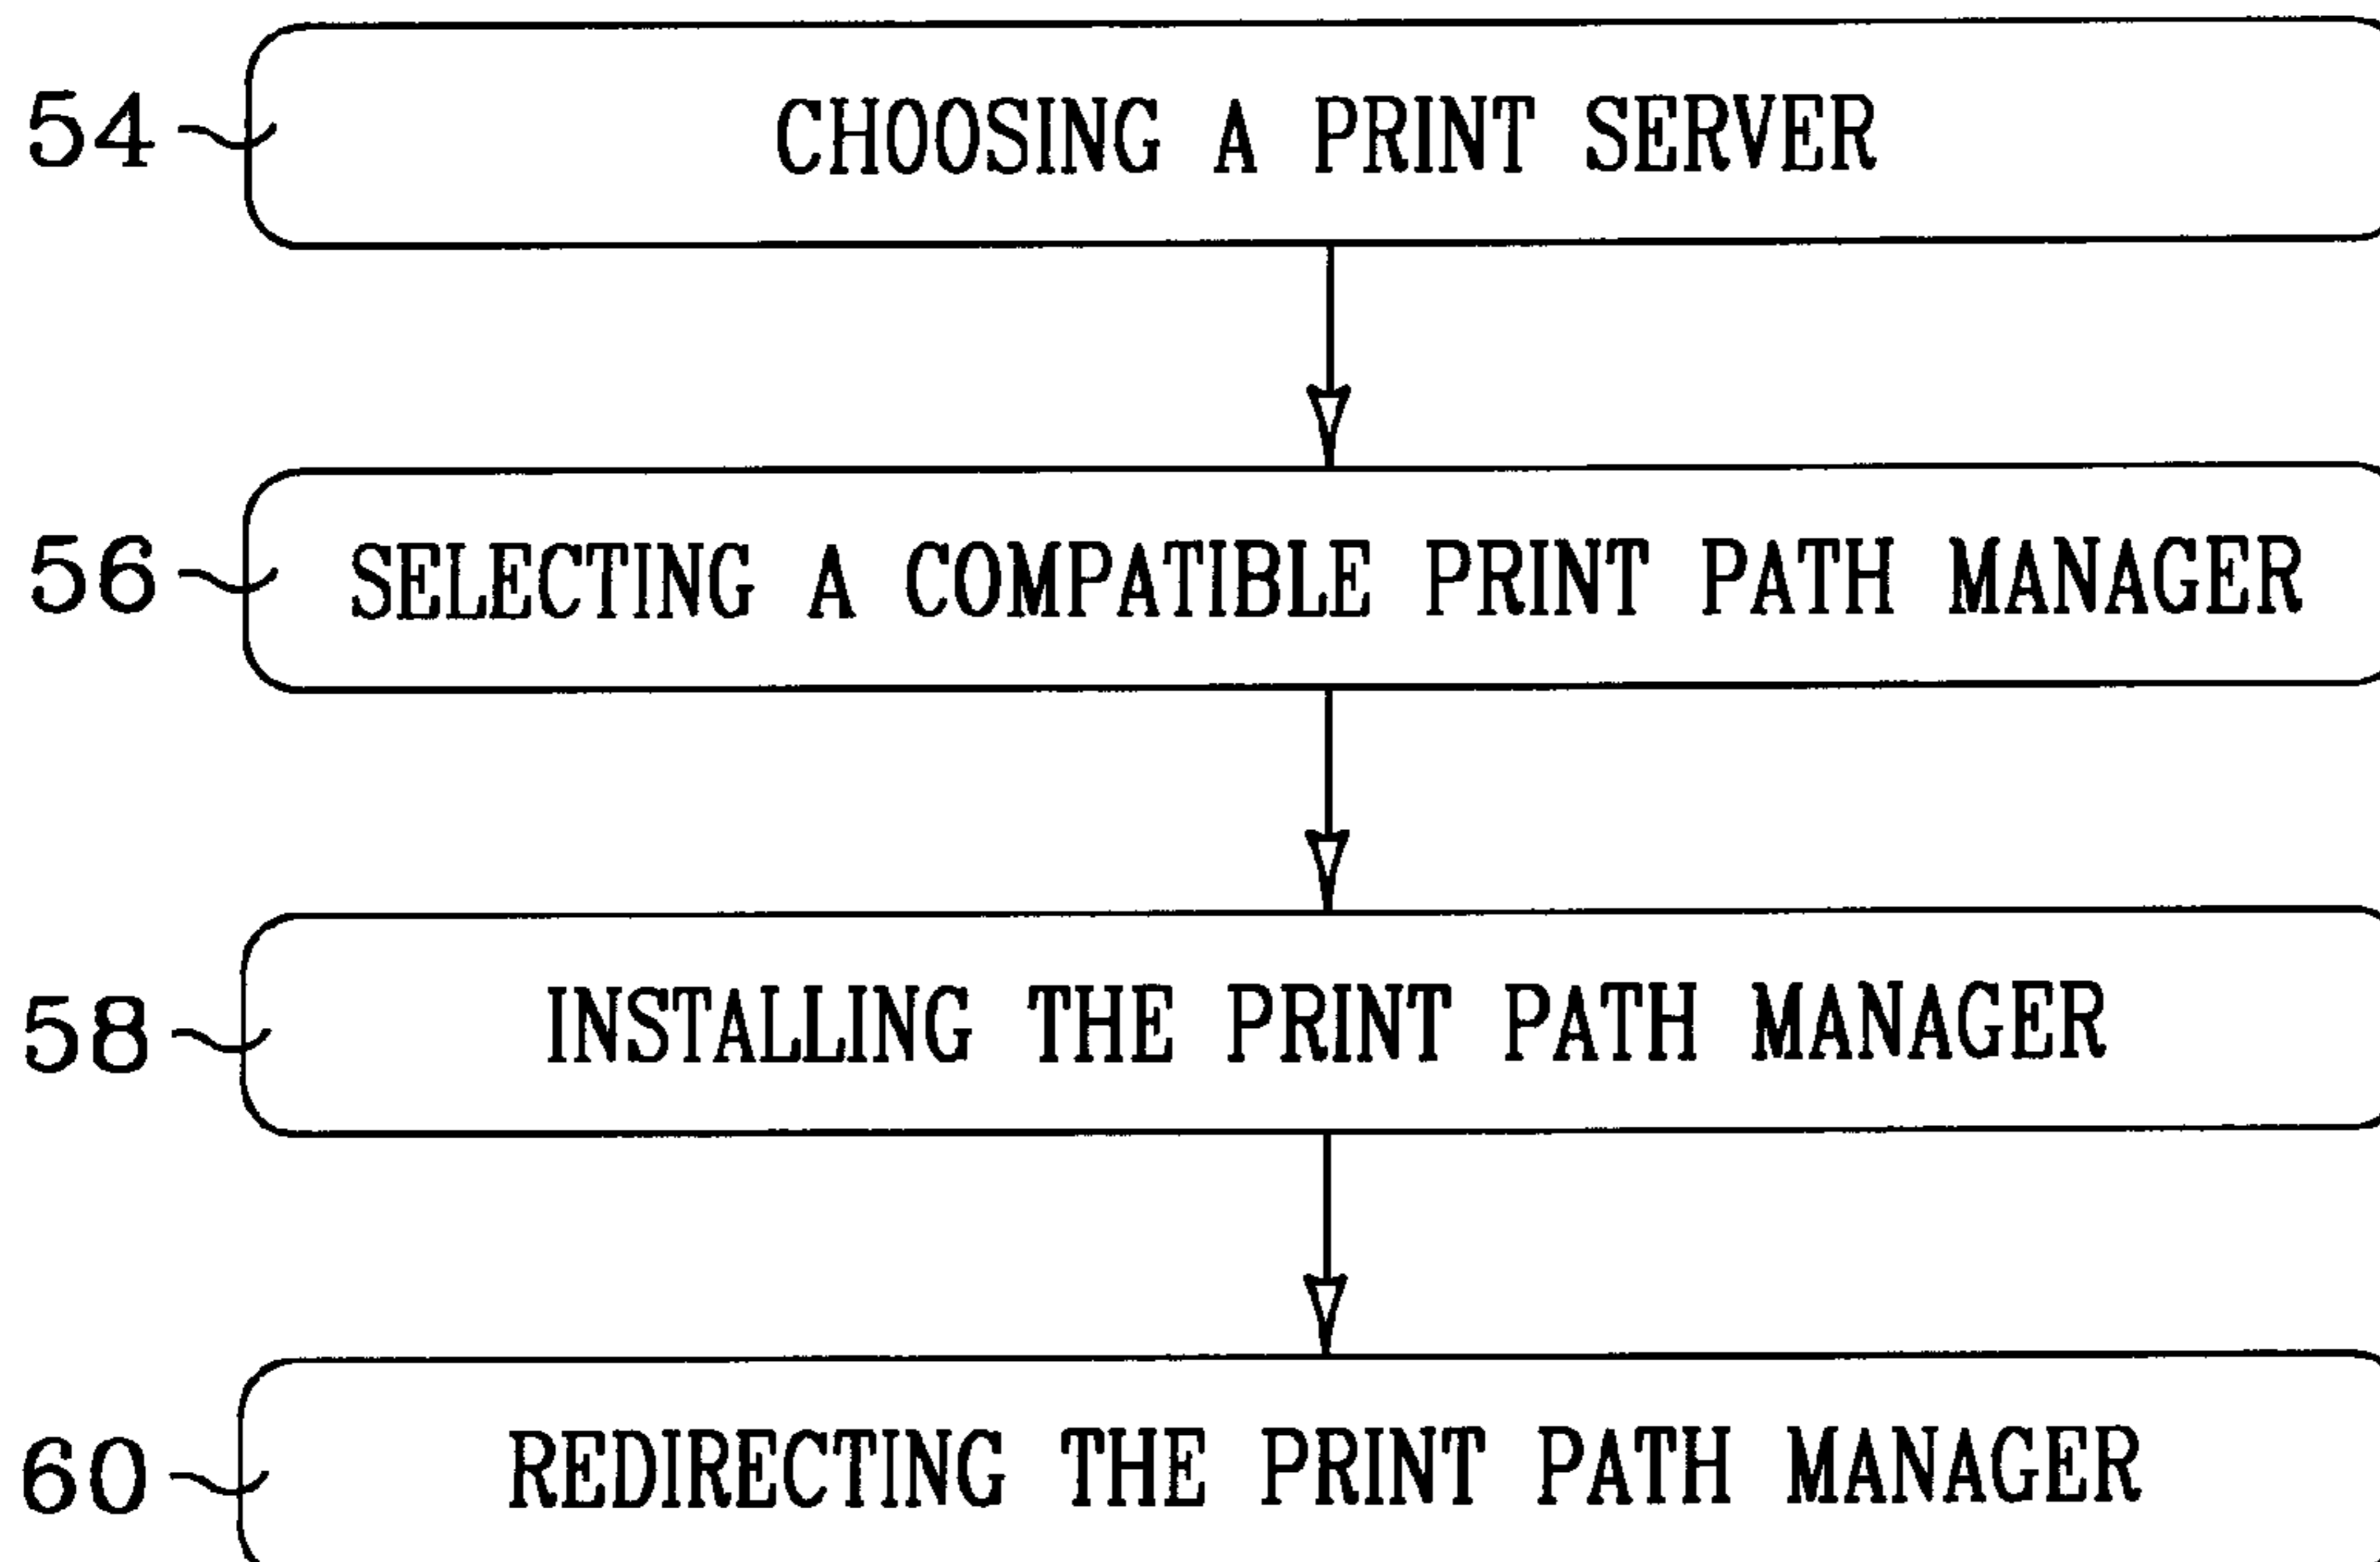 54 CHOOSING A PRINT SERVER
56 SELECTING A COMPATIBLE PRINT PATH MANAGER
58 INSTALLING THE PRINT PATH MANAGER
60 REDIRECTING THE PRINT PATH MANAGER